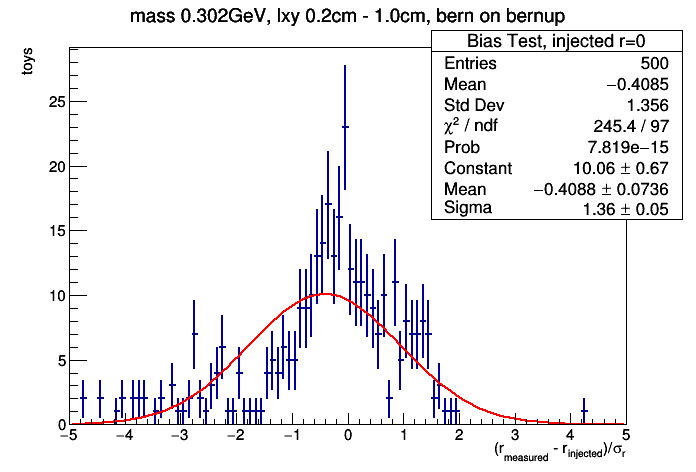 mass 0.302GeV, lxy 0.2cm - 1.0cm, bern on bernup
Bias Test, injected r=0
Entries 500
Mean −0.4085
Std Dev 1.356
χ² / ndf 245.4 / 97
Prob 7.819e−15
Constant 10.06 ± 0.67
Mean −0.4088 ± 0.0736
Sigma 1.36 ± 0.05
toys
25
20
15
10
5
0
−5 −4 −3 −2 −1 0 1 2 3 4 5
(r_measured - r_injected)/σ_r